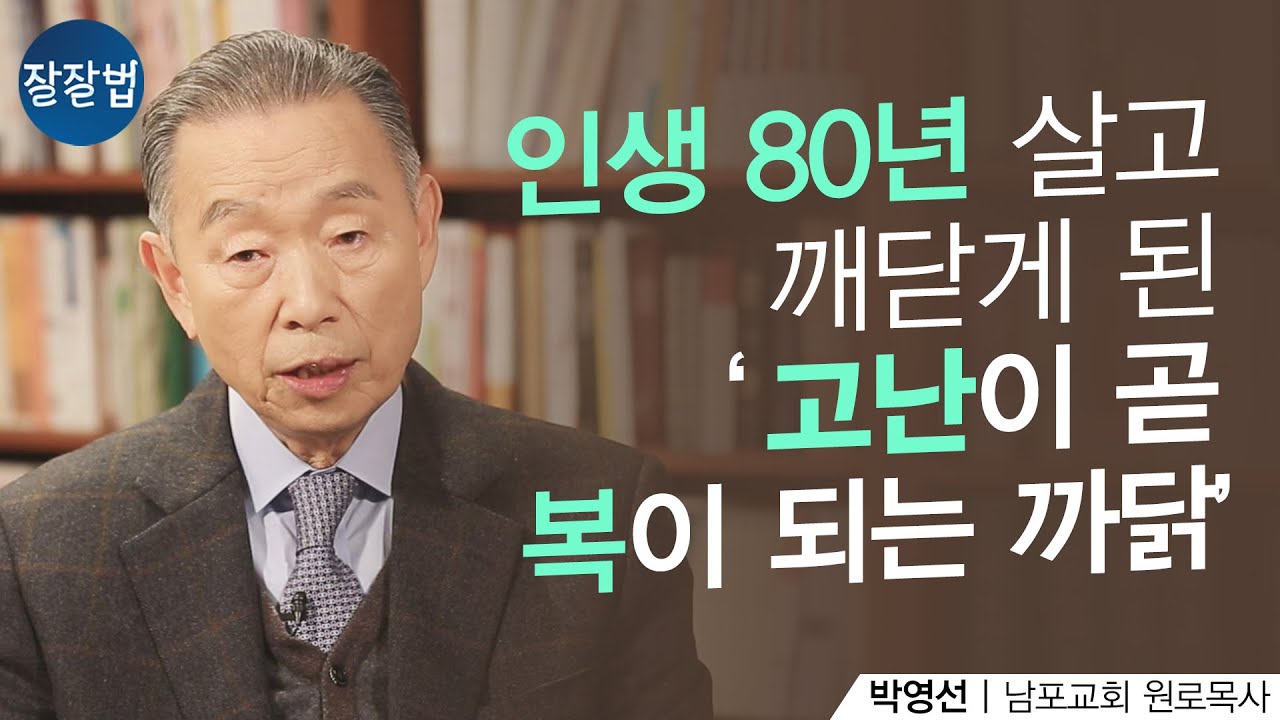 잘잘법
인생 80년 살고
깨닫게 된
‘고난이 곧
복이 되는 까닭’
박영선 | 남포교회 원로목사